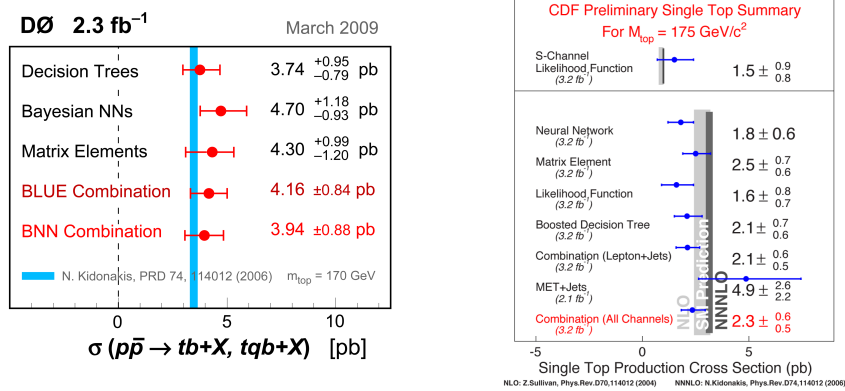 DØ 2.3 fb⁻¹ March 2009
Decision Trees 3.74 +0.95 −0.79 pb
Bayesian NNs 4.70 +1.18 −0.93 pb
Matrix Elements 4.30 +0.99 −1.20 pb
BLUE Combination 4.16 ±0.84 pb
BNN Combination 3.94 ±0.88 pb
N. Kidonakis, PRD 74, 114012 (2006) m_top = 170 GeV
0 5 10
σ (pp̄ → tb+X, tqb+X) [pb]
CDF Preliminary Single Top Summary
For M_top = 175 GeV/c²
S-Channel
Likelihood Function 1.5 ± 0.9 0.8
(3.2 fb⁻¹)
Neural Network 1.8 ± 0.6
(3.2 fb⁻¹)
Matrix Element 2.5 ± 0.7 0.6
(3.2 fb⁻¹)
Likelihood Function 1.6 ± 0.8 0.7
(3.2 fb⁻¹)
Boosted Decision Tree 2.1 ± 0.7 0.6
(3.2 fb⁻¹)
Combination (Lepton+Jets) 2.1 ± 0.6 0.5
(3.2 fb⁻¹)
MET+Jets 4.9 ± 2.6 2.2
(2.1 fb⁻¹)
Combination (All Channels) 2.3 ± 0.6 0.5
(3.2 fb⁻¹)
NLO
SM Prediction
NNNLO
-5 0 5
Single Top Production Cross Section (pb)
NLO: Z.Sullivan, Phys.Rev.D70,114012 (2004) NNNLO: N.Kidonakis, Phys.Rev.D74,114012 (2006)